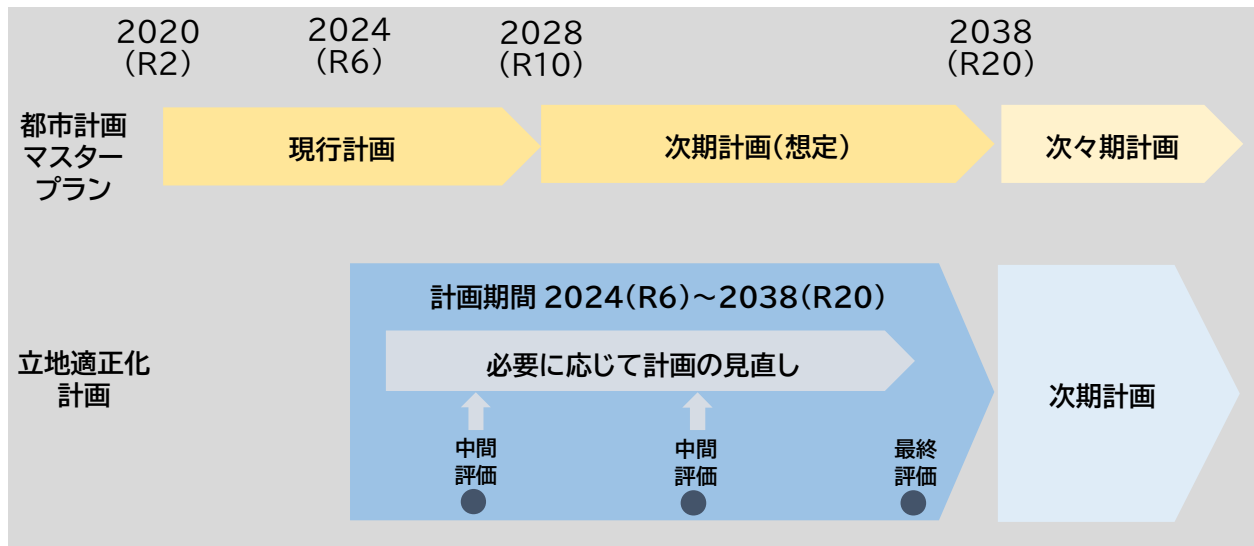 2020
(R2)
2024
(R6)
2028
(R10)
2038
(R20)
都市計画
マスター
プラン
現行計画
次期計画(想定)
次々期計画
立地適正化
計画
計画期間 2024(R6)~2038(R20)
必要に応じて計画の見直し
中間
評価
中間
評価
最終
評価
次期計画